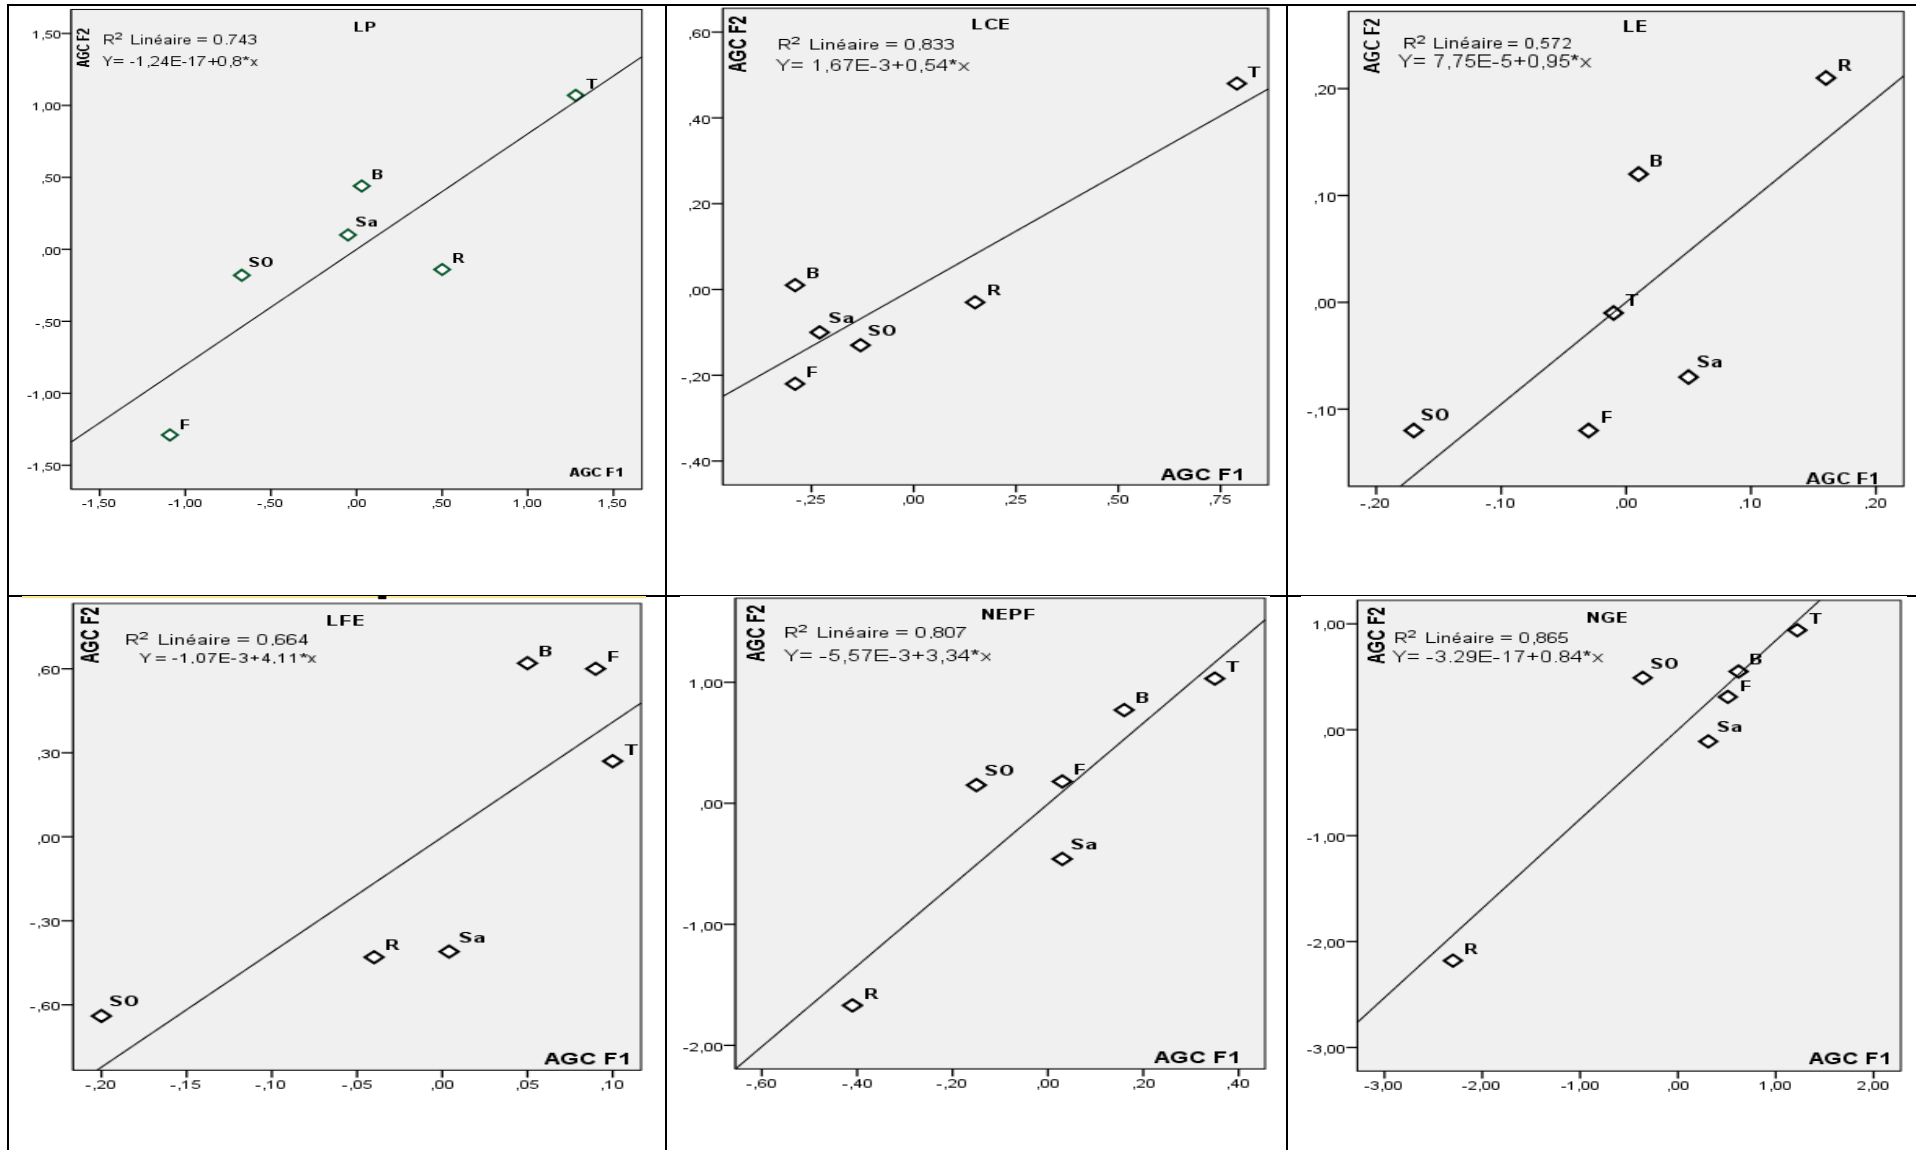 LP
AGC F2
R² Linéaire = 0.743
Y= -1,24E-17+0,8*x
1,50
1,00
,50
,00
-,50
-1,00
-1,50
T
B
Sa
SO
R
F
AGC F1
-1,50 -1,00 -,50 ,00 ,50 1,00 1,50
LCE
AGC F2
R² Linéaire = 0,833
Y= 1,67E-3+0,54*x
,60
,40
,20
,00
-,20
-,40
T
B
R
Sa
SO
F
AGC F1
-,25 ,00 ,25 ,50 ,75
LE
AGC F2
R² Linéaire = 0,572
Y= 7,75E-5+0,95*x
,20
,10
,00
-,10
R
B
T
Sa
SO
F
AGC F1
-.20 -.10 .00 .10 .20
LFE
AGC F2
R² Linéaire = 0,664
Y = -1,07E-3+4.11*x
,60
,30
,00
-,30
-,60
B
F
T
R
Sa
SO
AGC F1
-,20 -,15 -,10 -,05 ,00 ,05 ,10
NEPF
AGC F2
R² Linéaire = 0,807
Y= -5,57E-3+3,34*x
1,00
,00
-1,00
-2,00
T
B
SO
F
Sa
R
AGC F1
-,60 -,40 -,20 ,00 ,20 ,40
NGE
AGC F2
R² Linéaire = 0,865
Y= -3.29E-17+0.84*x
1,00
,00
-1,00
-2,00
-3,00
T
SO
B
F
Sa
R
AGC F1
-3,00 -2,00 -1,00 ,00 1,00 2,00